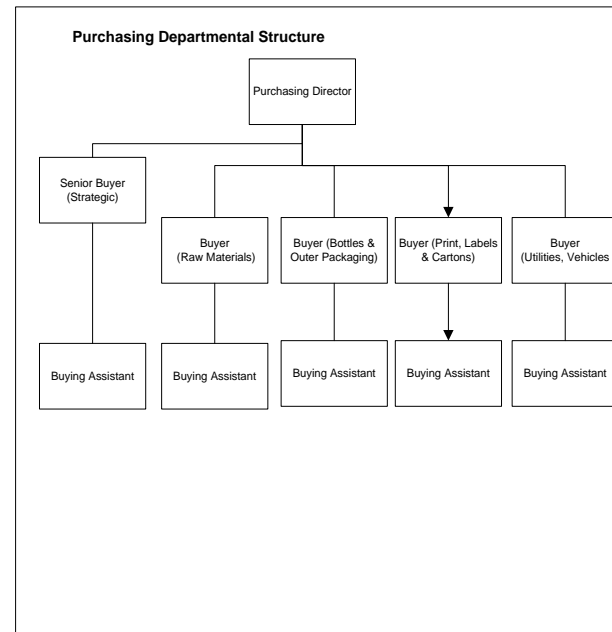 Purchasing Departmental Structure
Purchasing Director
Senior Buyer
(Strategic)
Buyer
(Raw Materials)
Buyer (Bottles &
Outer Packaging)
Buyer (Print, Labels
& Cartons)
Buyer
(Utilities, Vehicles
Buying Assistant
Buying Assistant
Buying Assistant
Buying Assistant
Buying Assistant